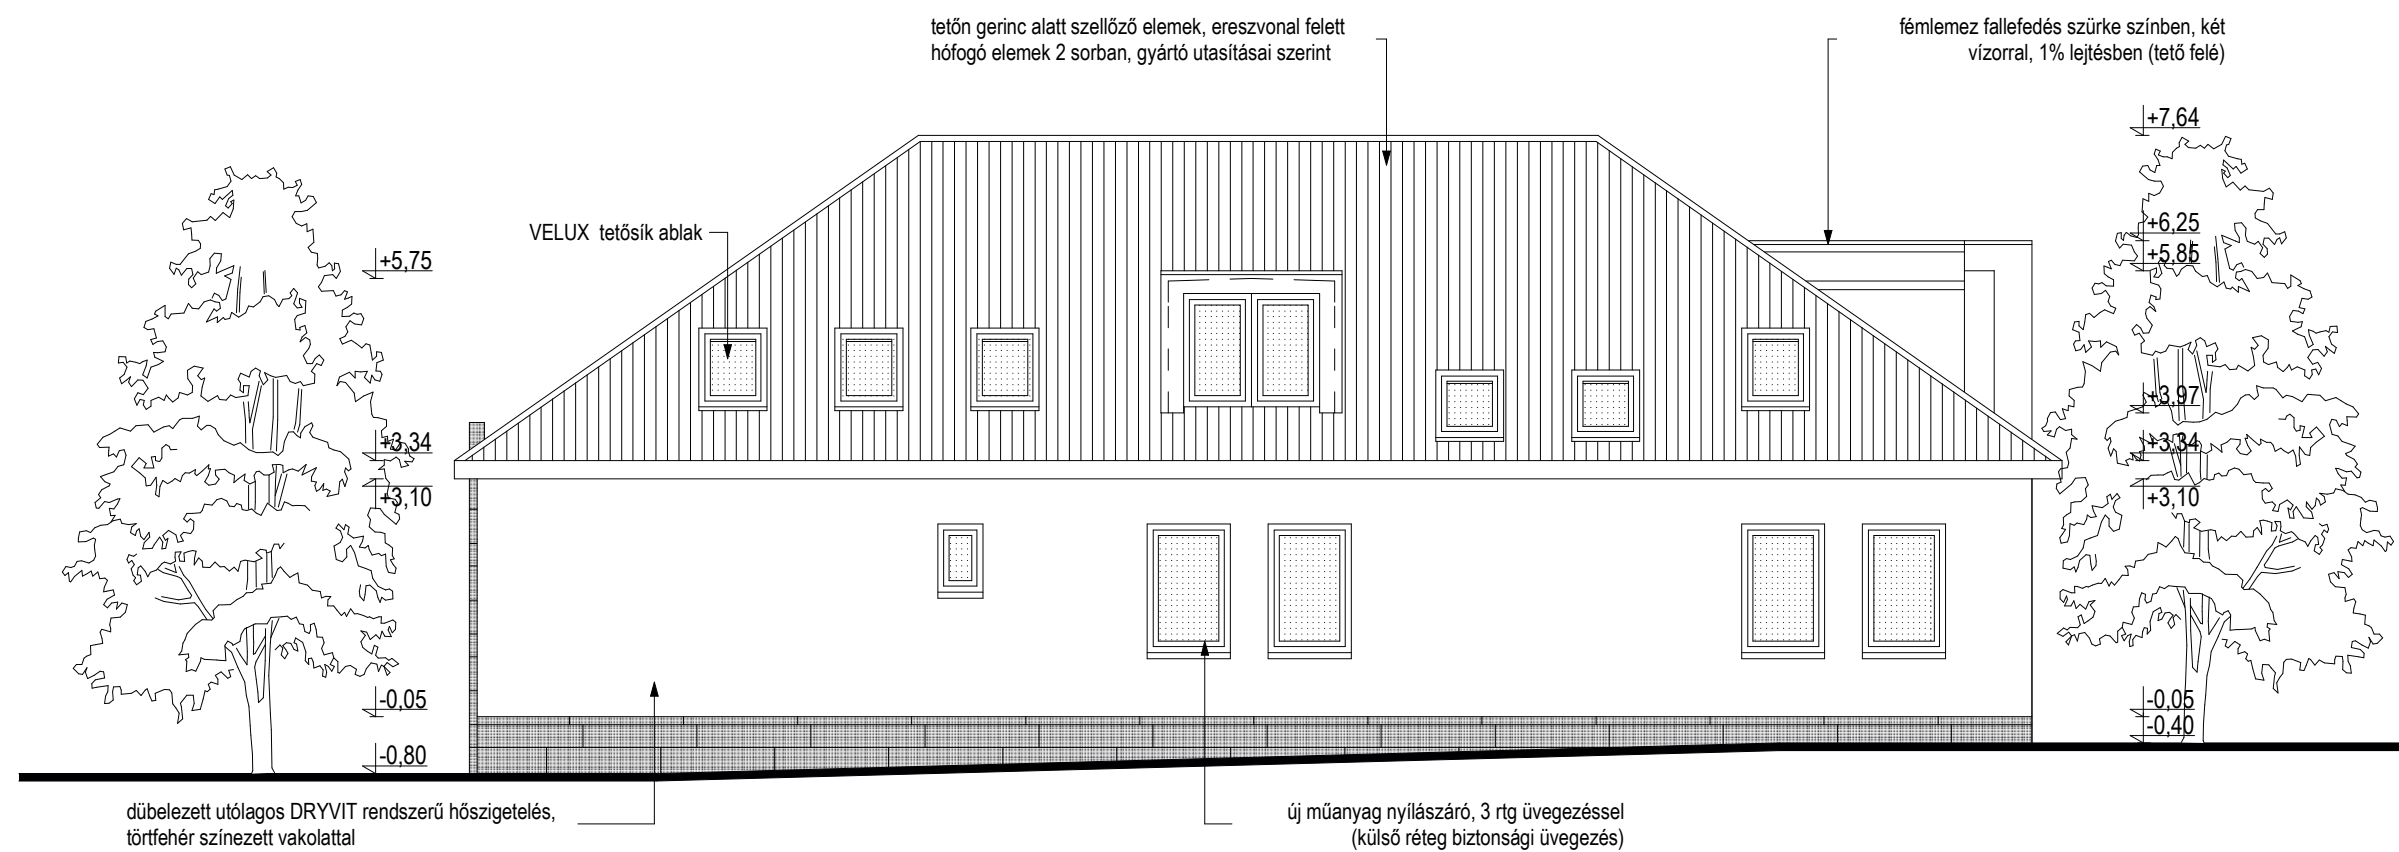 tetőn gerinc alatt szellőző elemek, ereszvonal felett
hófogó elemek 2 sorban, gyártó utasításai szerint
fémlemez fallefedés szürke színben, két
vízorral, 1% lejtésben (tető felé)
VELUX tetősík ablak
+5,75
+3,34
+3,10
-0,05
-0,80
+7,64
+6,25
+5,85
+3,97
+3,34
+3,10
-0,05
-0,40
dübelezett utólagos DRYVIT rendszerű hőszigetelés,
törtfehér színezett vakolattal
új műanyag nyílászáró, 3 rtg üvegezéssel
(külső réteg biztonsági üvegezés)